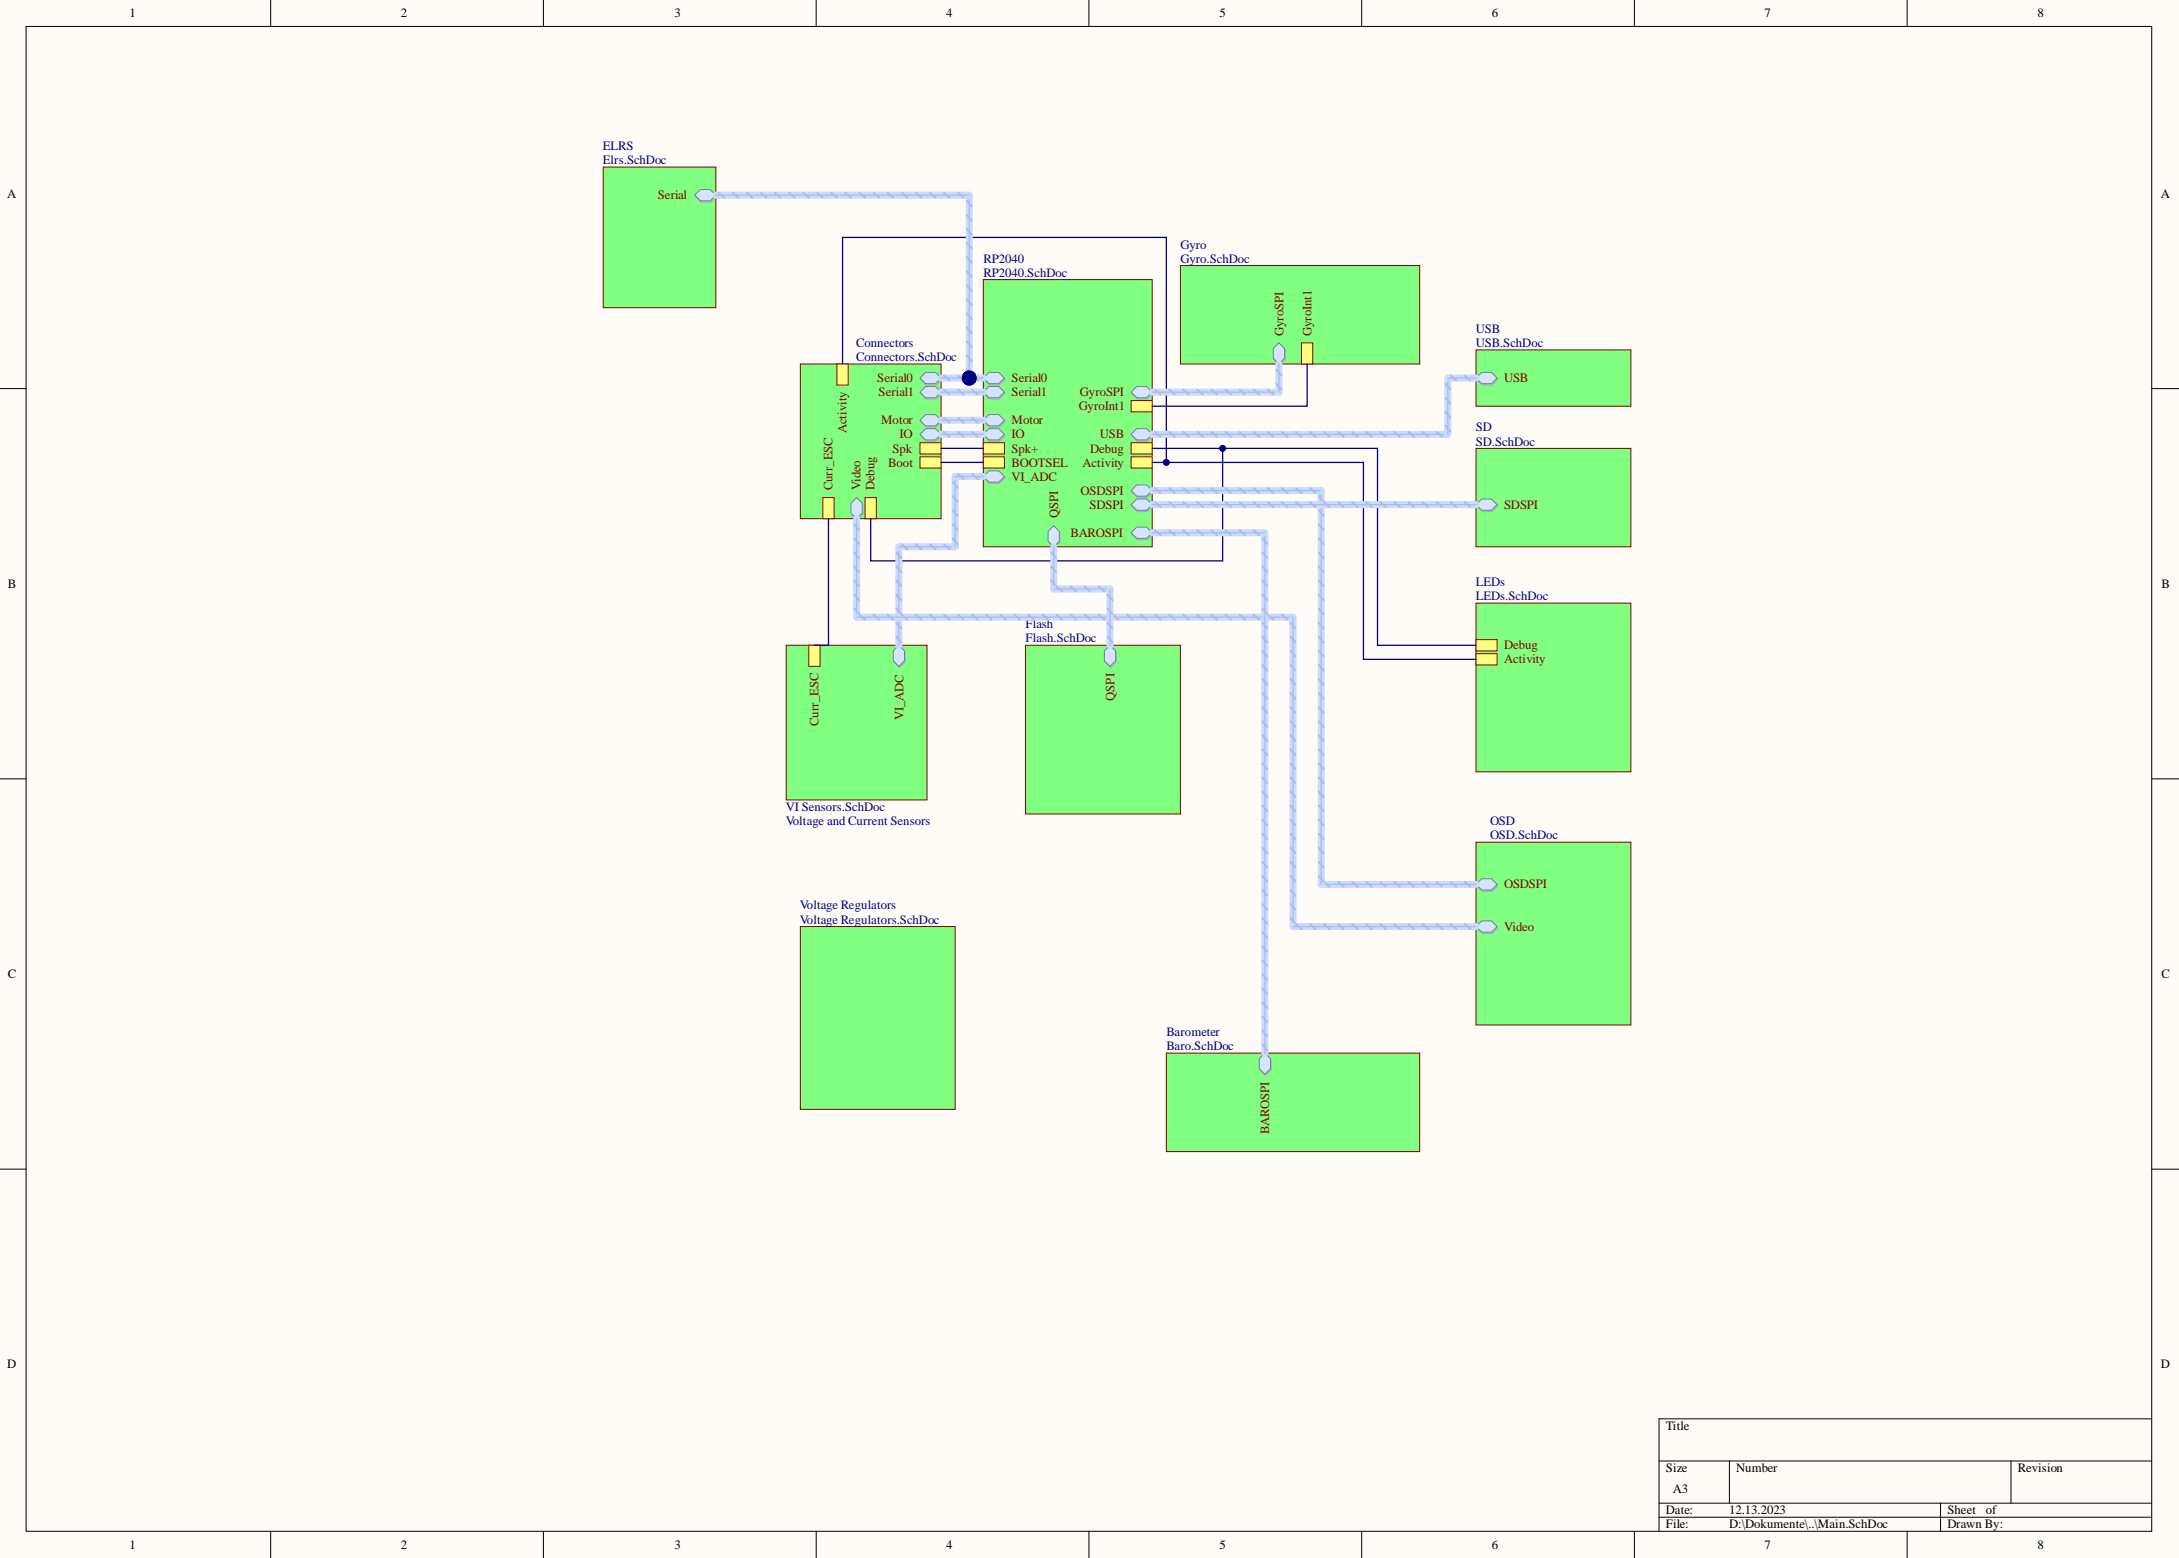 1 2 3 4 5 6 7 8
A A
ELRS
Elrs.SchDoc
Serial
RP2040
RP2040.SchDoc
Gyro
Gyro.SchDoc
GyroSPI
GyroInt1
Connectors
Connectors.SchDoc
Activity
Serial0
Serial1
Motor
IO
Spk
Boot
Curr_ESC
Video
Debug
Serial0
Serial1
Motor
IO
Spk+
BOOTSEL
VI_ADC
QSPI
GyroSPI
GyroInt1
USB
Debug
Activity
OSDSPI
SDSPI
BAROSPI
USB
USB.SchDoc
USB
SD
SD.SchDoc
SDSPI
B B
LEDs
LEDs.SchDoc
Debug
Activity
Curr_ESC
VI_ADC
VI Sensors.SchDoc
Voltage and Current Sensors
Flash
Flash.SchDoc
QSPI
OSD
OSD.SchDoc
OSDSPI
Video
Voltage Regulators
Voltage Regulators.SchDoc
C C
Barometer
Baro.SchDoc
BAROSPI
D D
Title
Size Number Revision
A3
Date: 12.13.2023 Sheet of
File: D:\Dokumente\..\Main.SchDoc Drawn By:
1 2 3 4 5 6 7 8